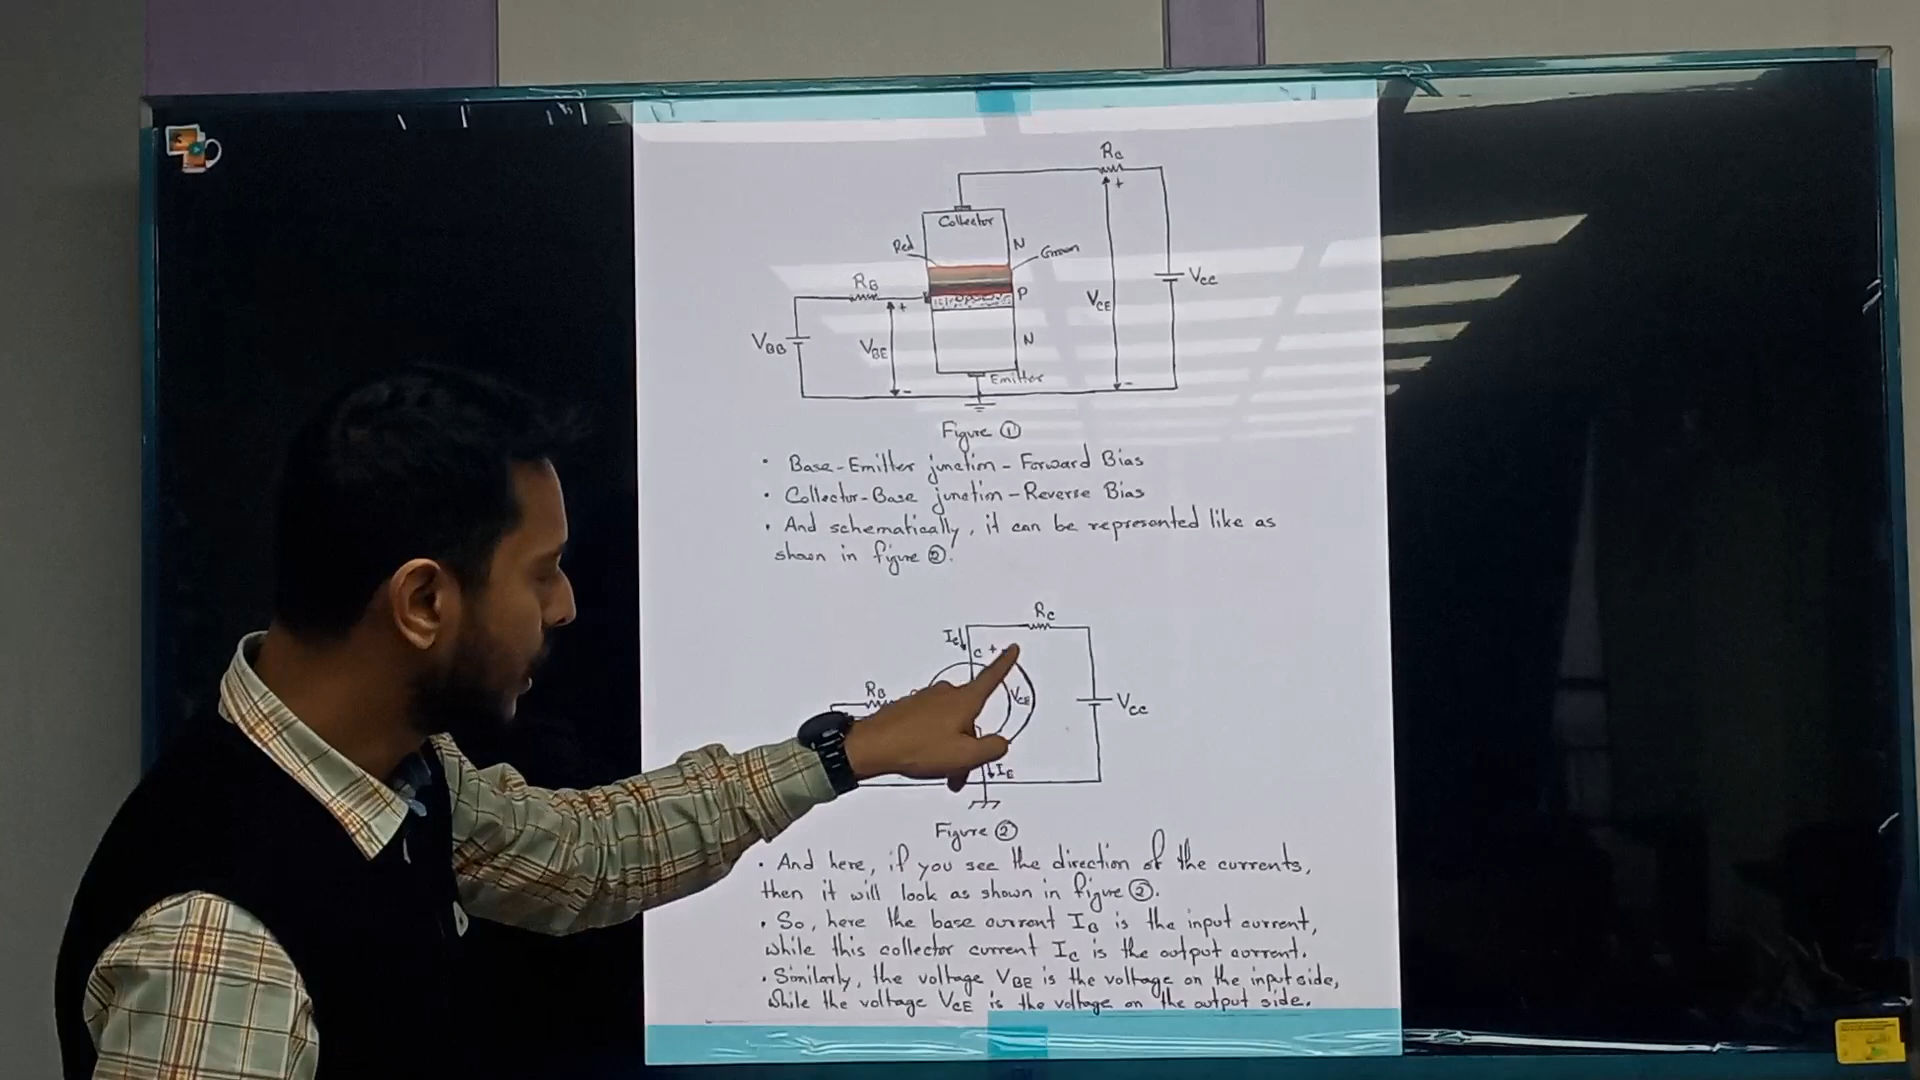 RC
+
Collector
Red
N
Green
RB
+
P
VCE
VCC
VBB
VBE
N
-
Emitter
-
Figure ①
· Base-Emitter junction - Forward Bias
· Collector-Base junction - Reverse Bias
· And schematically, it can be represented like as
shown in figure ②.
RC
IC
C +
RB
VCE
VCC
IE
Figure ②
· And here, if you see the direction of the currents,
then it will look as shown in figure ②.
· So, here the base current IB is the input current,
while this collector current IC is the output current.
· Similarly, the voltage VBE is the voltage on the input side,
while the voltage VCE is the voltage on the output side.